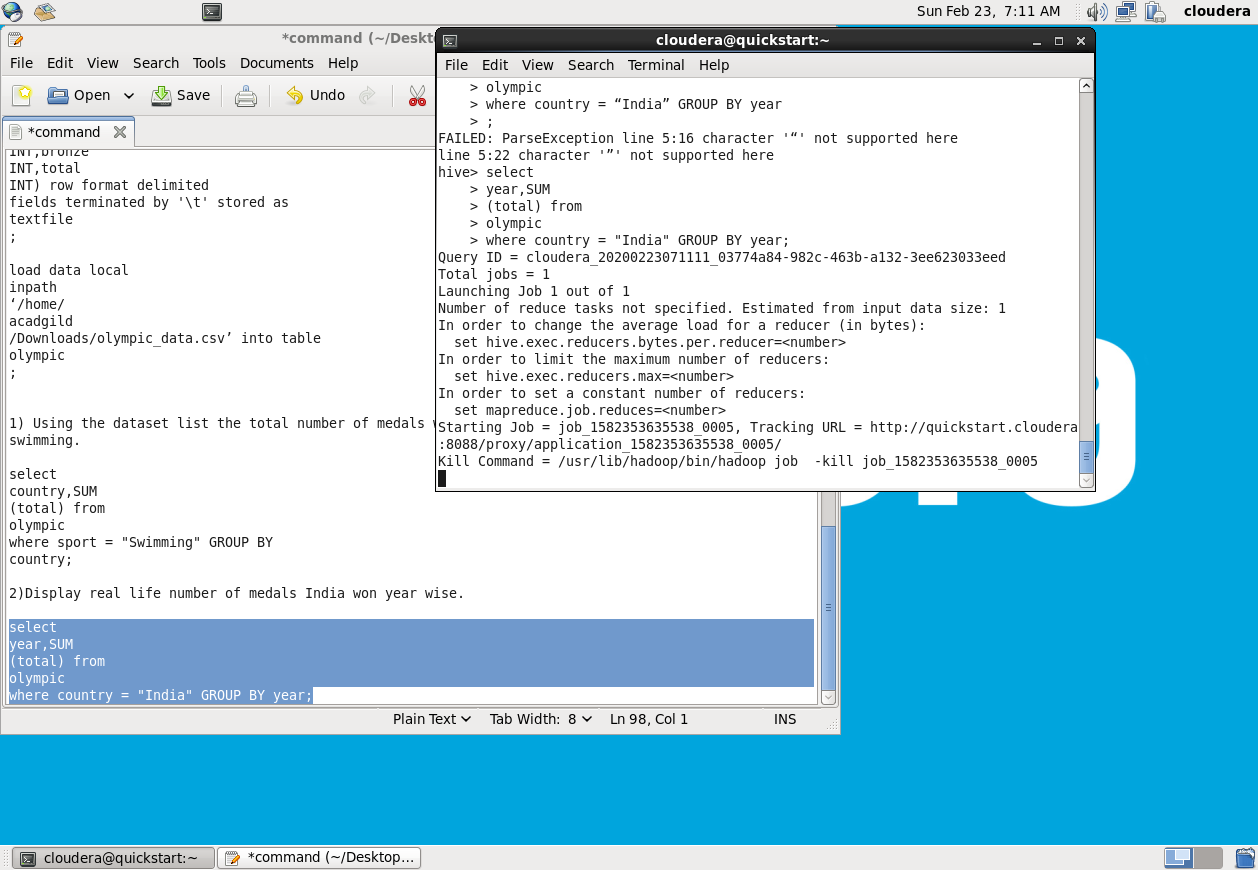 Sun Feb 23, 7:11 AM
cloudera
*command (~/Deskto
File Edit View Search Tools Documents Help
Open Save Undo
*command
INT,bronze
INT,total
INT) row format delimited
fields terminated by '\t' stored as
textfile
;
load data local
inpath
‘/home/
acadgild
/Downloads/olympic_data.csv’ into table
olympic
;
1) Using the dataset list the total number of medals
swimming.
select
country,SUM
(total) from
olympic
where sport = "Swimming" GROUP BY
country;
2)Display real life number of medals India won year wise.
select
year,SUM
(total) from
olympic
where country = "India" GROUP BY year;
Plain Text Tab Width: 8 Ln 98, Col 1 INS
cloudera@quickstart:~
File Edit View Search Terminal Help
> olympic
> where country = “India” GROUP BY year
> ;
FAILED: ParseException line 5:16 character '“' not supported here
line 5:22 character '”' not supported here
hive> select
> year,SUM
> (total) from
> olympic
> where country = "India" GROUP BY year;
Query ID = cloudera_20200223071111_03774a84-982c-463b-a132-3ee623033eed
Total jobs = 1
Launching Job 1 out of 1
Number of reduce tasks not specified. Estimated from input data size: 1
In order to change the average load for a reducer (in bytes):
set hive.exec.reducers.bytes.per.reducer=<number>
In order to limit the maximum number of reducers:
set hive.exec.reducers.max=<number>
In order to set a constant number of reducers:
set mapreduce.job.reduces=<number>
Starting Job = job_1582353635538_0005, Tracking URL = http://quickstart.cloudera
:8088/proxy/application_1582353635538_0005/
Kill Command = /usr/lib/hadoop/bin/hadoop job  -kill job_1582353635538_0005
cloudera@quickstart:~
*command (~/Desktop...